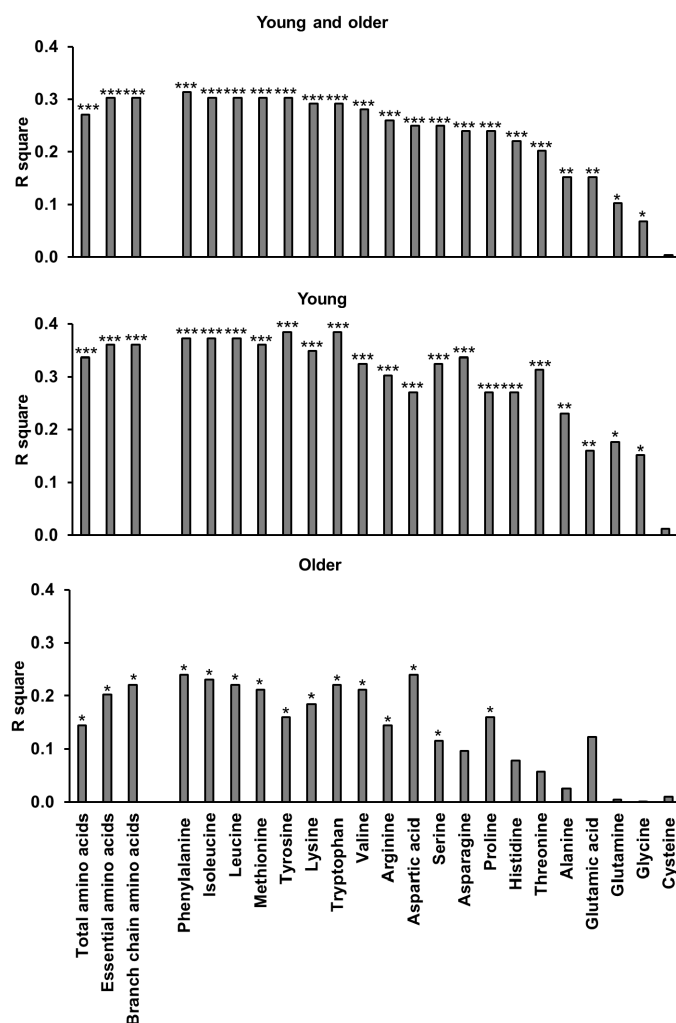 Young and older
0.4
0.3
0.2
0.1
0.0
R square
*** *** *** *** *** *** *** *** *** *** *** *** *** *** *** *** *** *** ** ** * *
Young
0.4
0.3
0.2
0.1
0.0
R square
*** *** *** *** *** *** *** *** *** *** *** *** *** *** *** *** *** *** ** ** * *
Older
0.4
0.3
0.2
0.1
0.0
R square
* * * * * * * * * * * * * * *
Total amino acids
Essential amino acids
Branch chain amino acids
Phenylalanine
Isoleucine
Leucine
Methionine
Tyrosine
Lysine
Tryptophan
Valine
Arginine
Aspartic acid
Serine
Asparagine
Proline
Histidine
Threonine
Alanine
Glutamic acid
Glutamine
Glycine
Cysteine